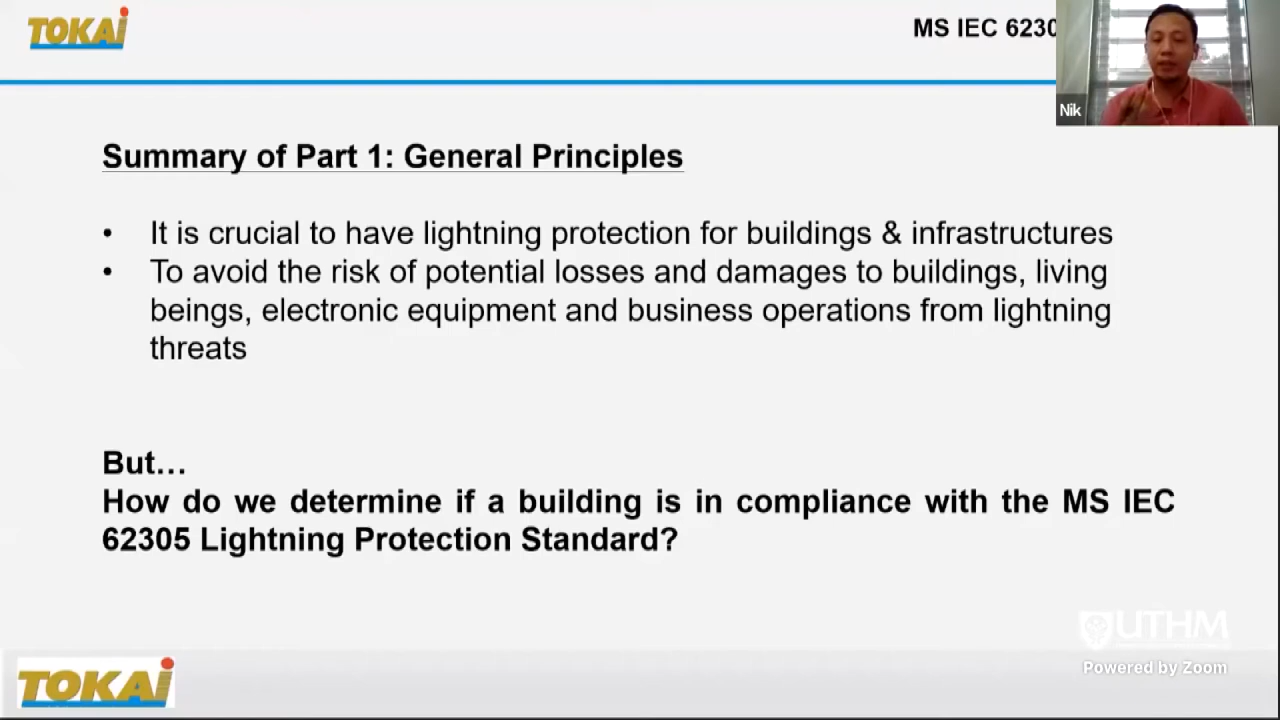 TOKAi
MS IEC 6230
Nik
Summary of Part 1: General Principles
• It is crucial to have lightning protection for buildings & infrastructures
• To avoid the risk of potential losses and damages to buildings, living
beings, electronic equipment and business operations from lightning
threats
But...
How do we determine if a building is in compliance with the MS IEC
62305 Lightning Protection Standard?
UTHM
Powered by Zoom
TOKAi